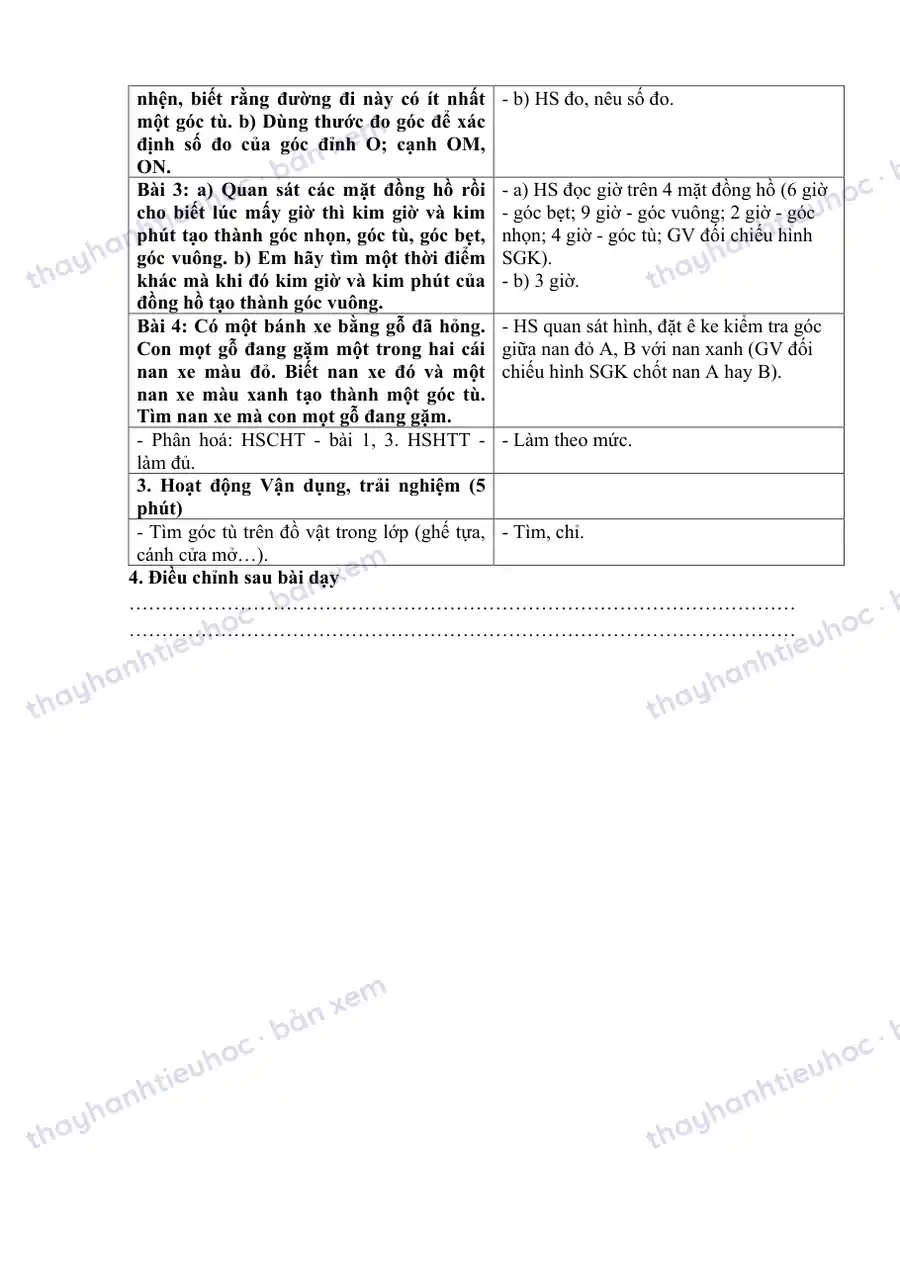 nhện, biết rằng đường đi này có ít nhất
một góc tù. b) Dùng thước đo góc để xác
định số đo của góc đỉnh O; cạnh OM,
ON.
- b) HS đo, nêu số đo.
Bài 3: a) Quan sát các mặt đồng hồ rồi
cho biết lúc mấy giờ thì kim giờ và kim
phút tạo thành góc nhọn, góc tù, góc bẹt,
góc vuông. b) Em hãy tìm một thời điểm
khác mà khi đó kim giờ và kim phút của
đồng hồ tạo thành góc vuông.
- a) HS đọc giờ trên 4 mặt đồng hồ (6 giờ
- góc bẹt; 9 giờ - góc vuông; 2 giờ - góc
nhọn; 4 giờ - góc tù; GV đối chiếu hình
SGK).
- b) 3 giờ.
Bài 4: Có một bánh xe bằng gỗ đã hỏng.
Con mọt gỗ đang gặm một trong hai cái
nan xe màu đỏ. Biết nan xe đó và một
nan xe màu xanh tạo thành một góc tù.
Tìm nan xe mà con mọt gỗ đang gặm.
- HS quan sát hình, đặt ê ke kiểm tra góc
giữa nan đỏ A, B với nan xanh (GV đối
chiếu hình SGK chốt nan A hay B).
- Phân hoá: HSCHT - bài 1, 3. HSHTT -
làm đủ.
- Làm theo mức.
3. Hoạt động Vận dụng, trải nghiệm (5
phút)
- Tìm góc tù trên đồ vật trong lớp (ghế tựa,
cánh cửa mở…).
- Tìm, chỉ.
4. Điều chỉnh sau bài dạy
…………………………………………………………………………………………
…………………………………………………………………………………………
thayhanhtieuhoc · bản xem
thayhanhtieuhoc · b
thayhanhtieuhoc · bản xem
thayhanhtieuhoc · b
thayhanhtieuhoc · bản xem
thayhanhtieuhoc · b